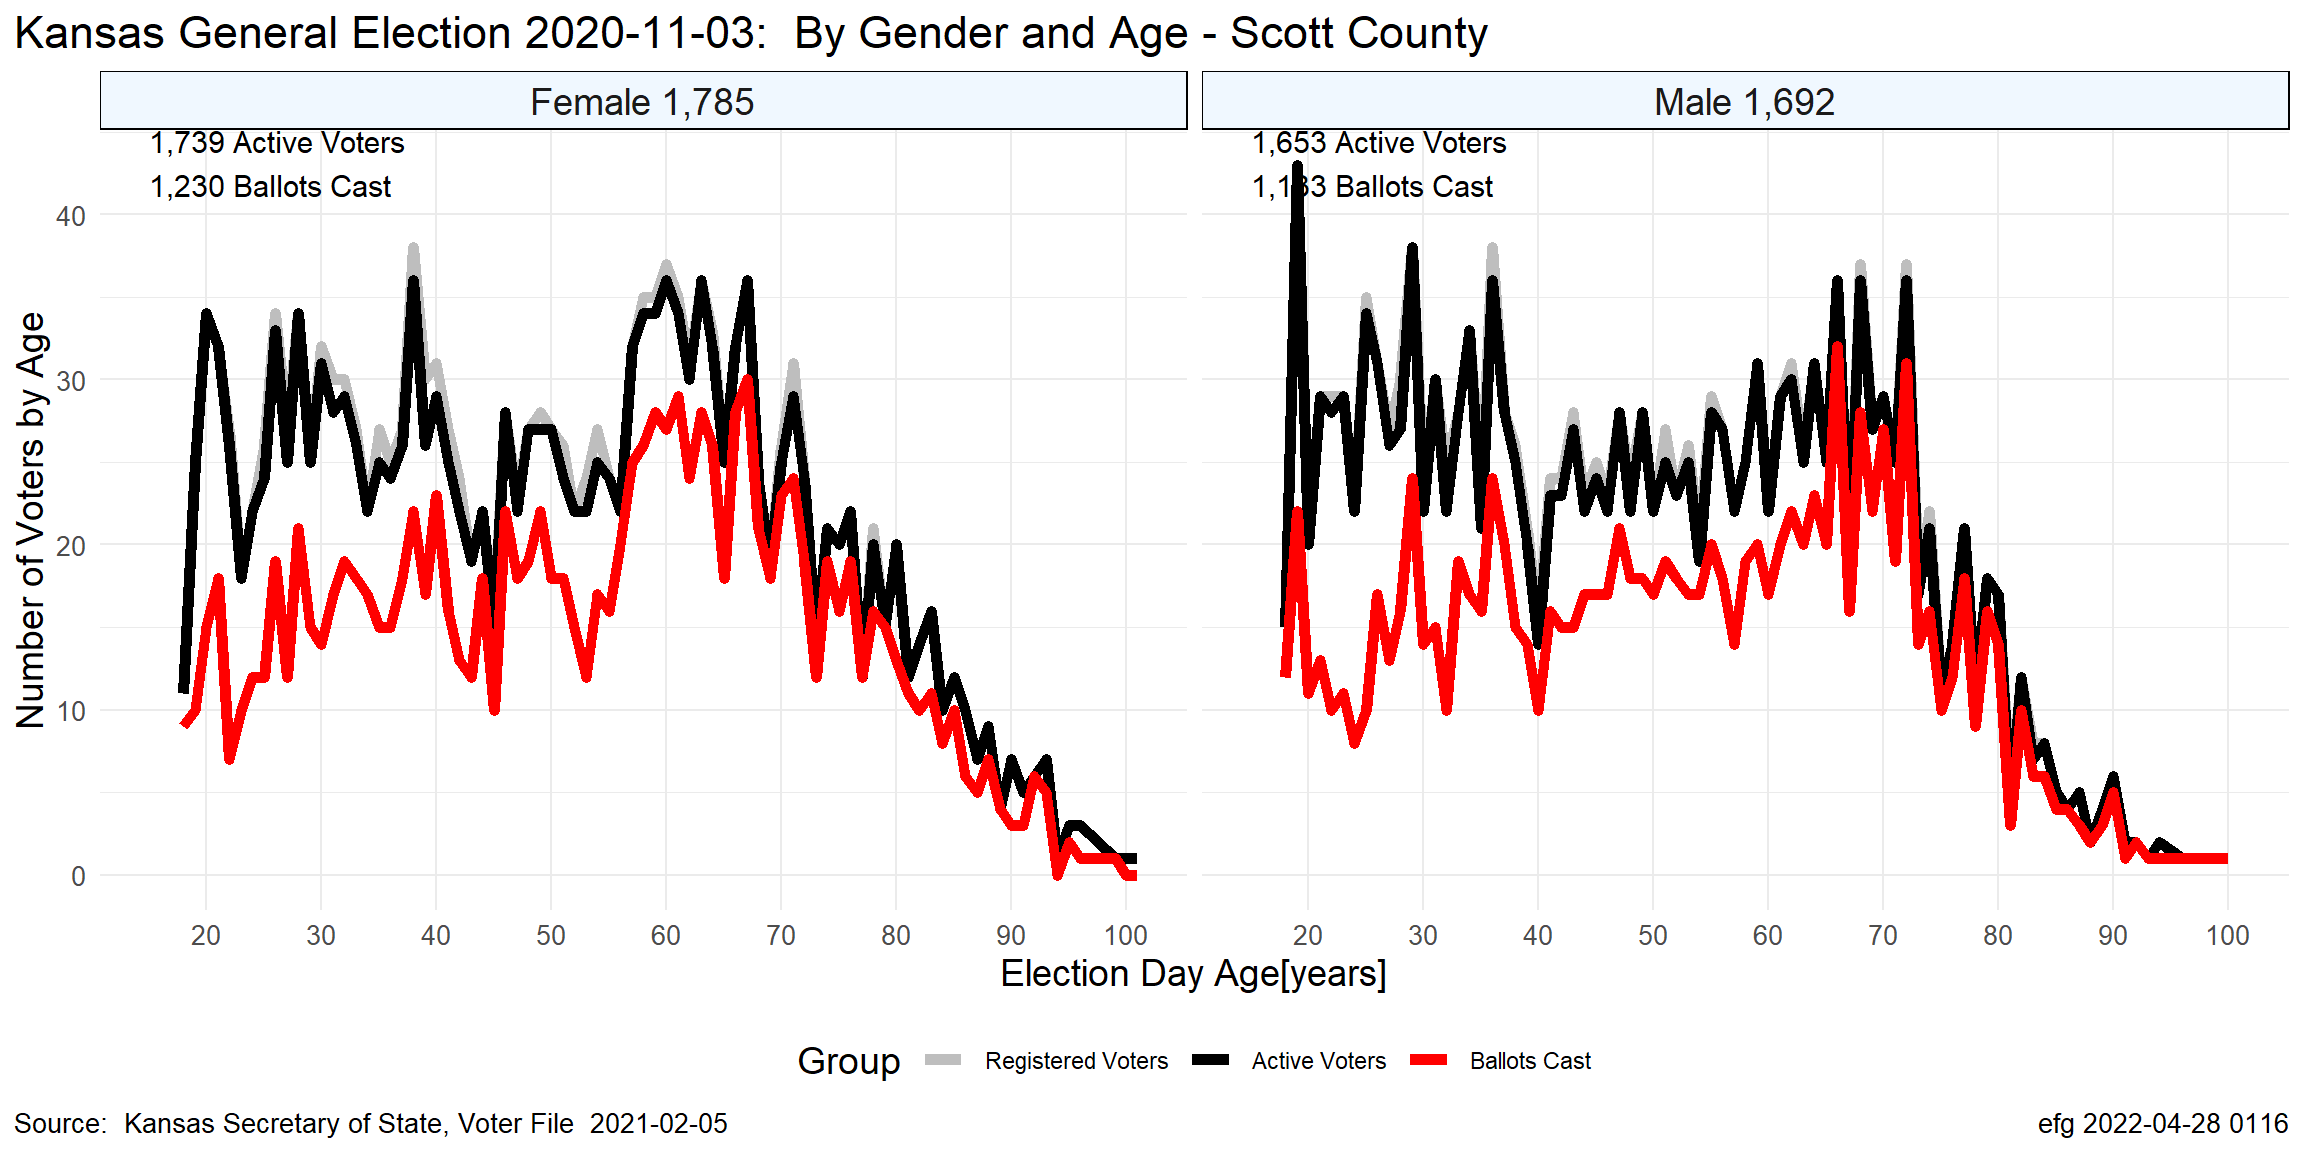 Kansas General Election 2020-11-03:  By Gender and Age - Scott County
Female 1,785
Male 1,692
1,739 Active Voters
1,230 Ballots Cast
1,653 Active Voters
Ballots Cast
Number of Voters by Age
40
30
20
10
0
20 30 40 50 60 70 80 90 100
20 30 40 50 60 70 80 90 100
Election Day Age[years]
Group Registered Voters Active Voters Ballots Cast
Source:  Kansas Secretary of State, Voter File  2021-02-05
efg 2022-04-28 0116